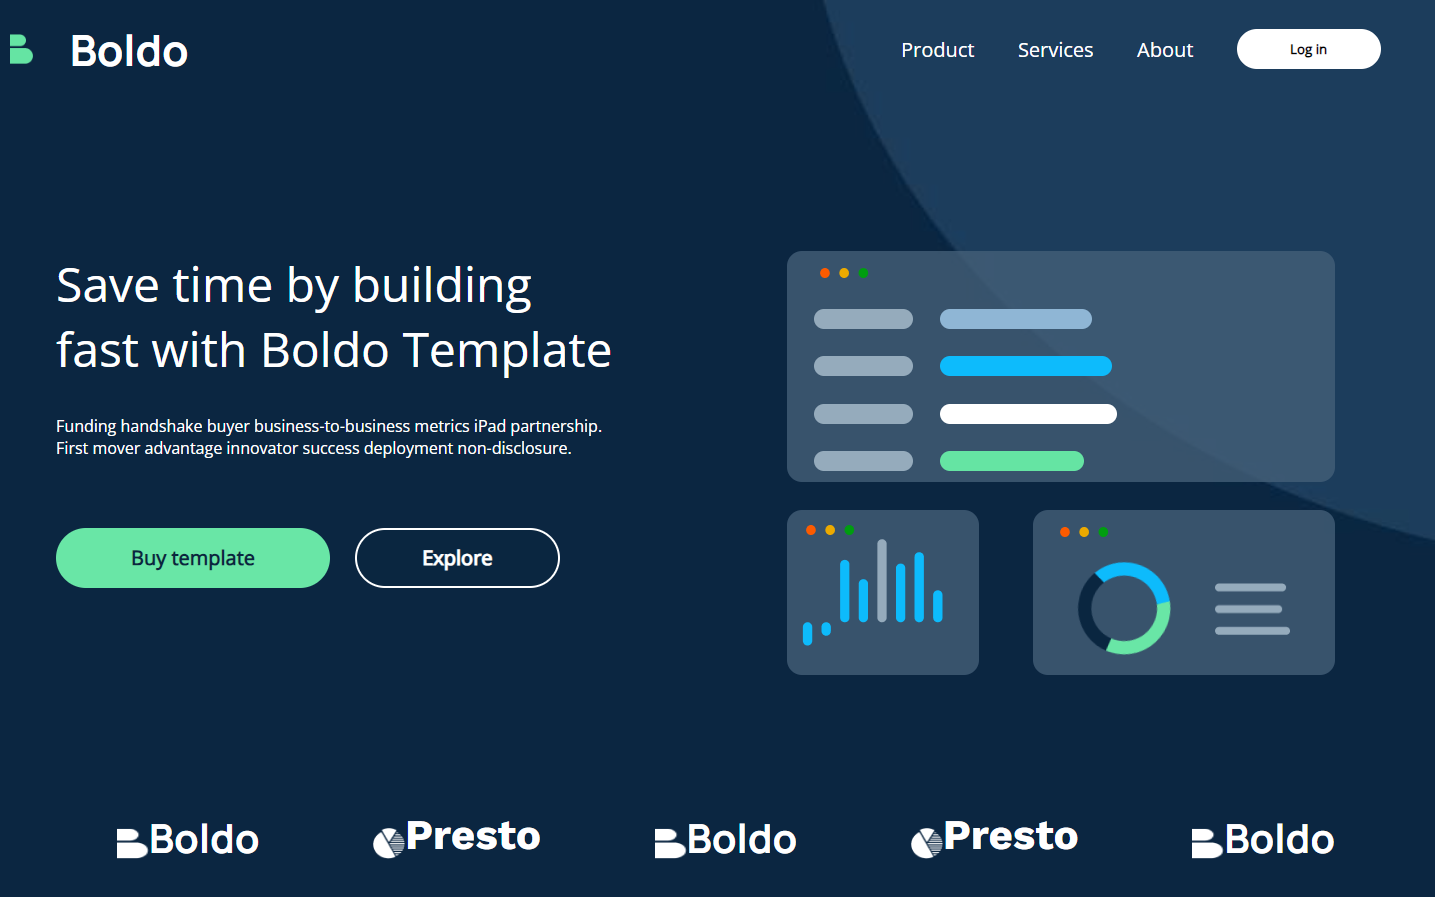 Boldo
Product
Services
About
Log in
Save time by building
fast with Boldo Template
Funding handshake buyer business-to-business metrics iPad partnership.
First mover advantage innovator success deployment non-disclosure.
Buy template
Explore
Boldo
Presto
Boldo
Presto
Boldo